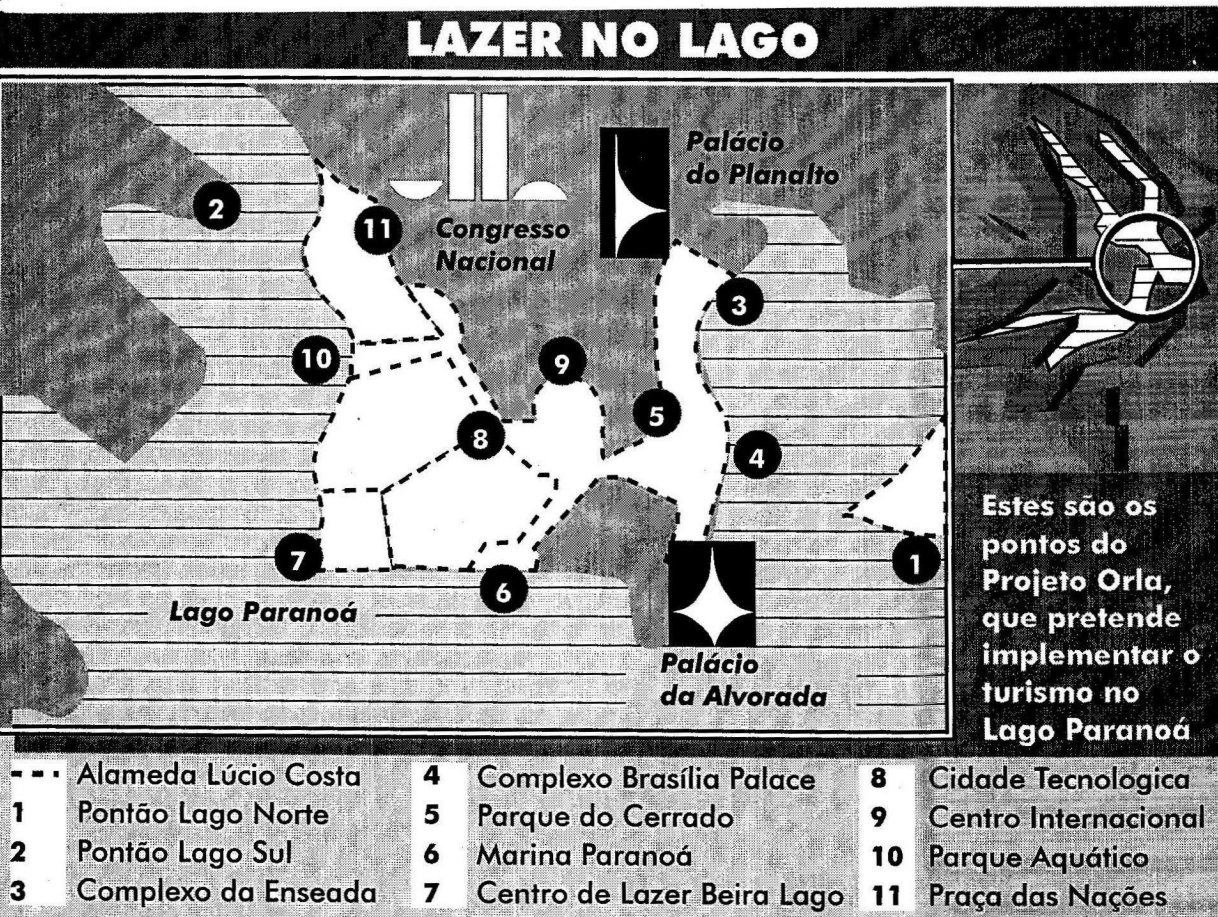 LAZER NO LAGO
2
11
Congresso
Nacional
Palácio
do Planalto
3
10
9
5
8
4
7
6
1
Lago Paranoá
Palácio
da Alvorada
Estes são os
pontos do
Projeto Orla,
que pretende
implementar o
turismo no
Lago Paranoá
Alameda Lúcio Costa
1 Pontão Lago Norte
2 Pontão Lago Sul
3 Complexo da Enseada
4 Complexo Brasília Palace
5 Parque do Cerrado
6 Marina Paranoá
7 Centro de Lazer Beira Lago
8 Cidade Tecnologica
9 Centro Internacional
10 Parque Aquático
11 Praça das Nações